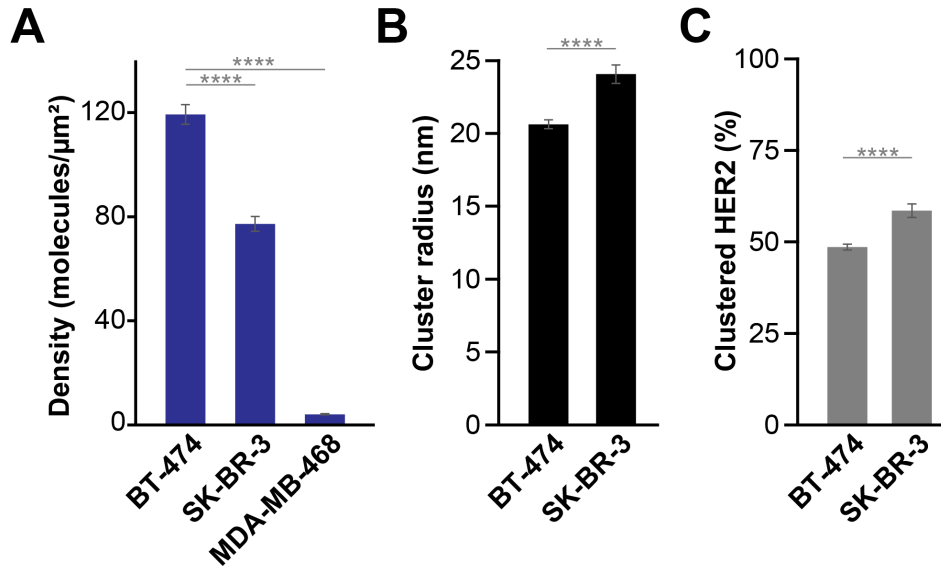 A
Density (molecules/µm²)
120
80
40
0
****
****
BT-474
SK-BR-3
MDA-MB-468
B
Cluster radius (nm)
25
20
15
10
5
0
****
BT-474
SK-BR-3
C
Clustered HER2 (%)
100
75
50
25
0
****
BT-474
SK-BR-3